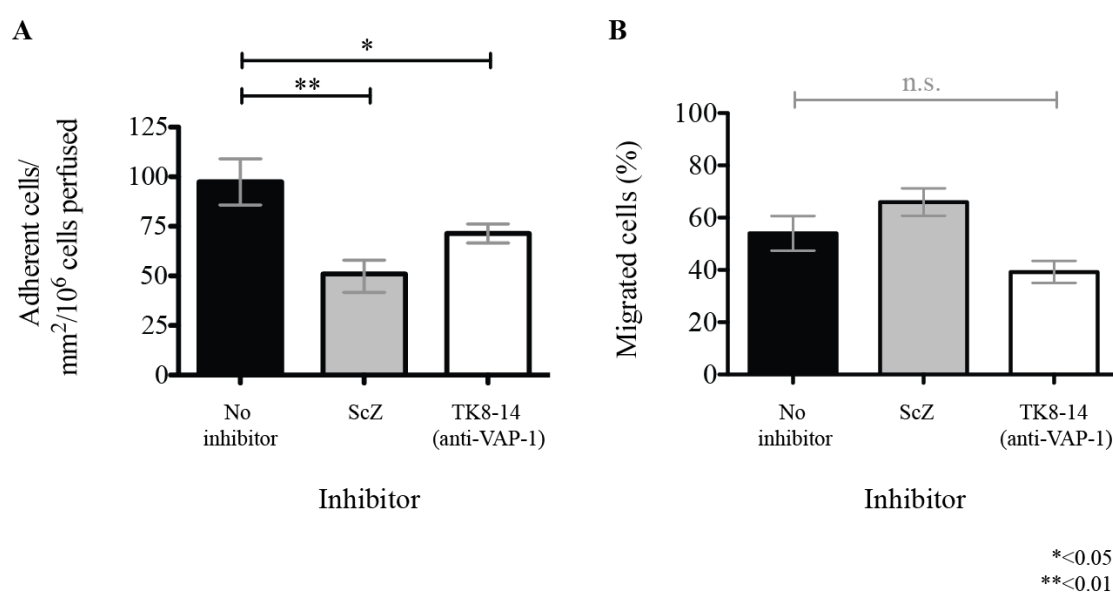 A
*
**
Adherent cells/
mm²/10⁶ cells perfused
125
100
75
50
25
0
No
inhibitor
ScZ
TK8-14
(anti-VAP-1)
Inhibitor
B
n.s.
Migrated cells (%)
100
80
60
40
20
0
No
inhibitor
ScZ
TK8-14
(anti-VAP-1)
Inhibitor
*<0.05
**<0.01